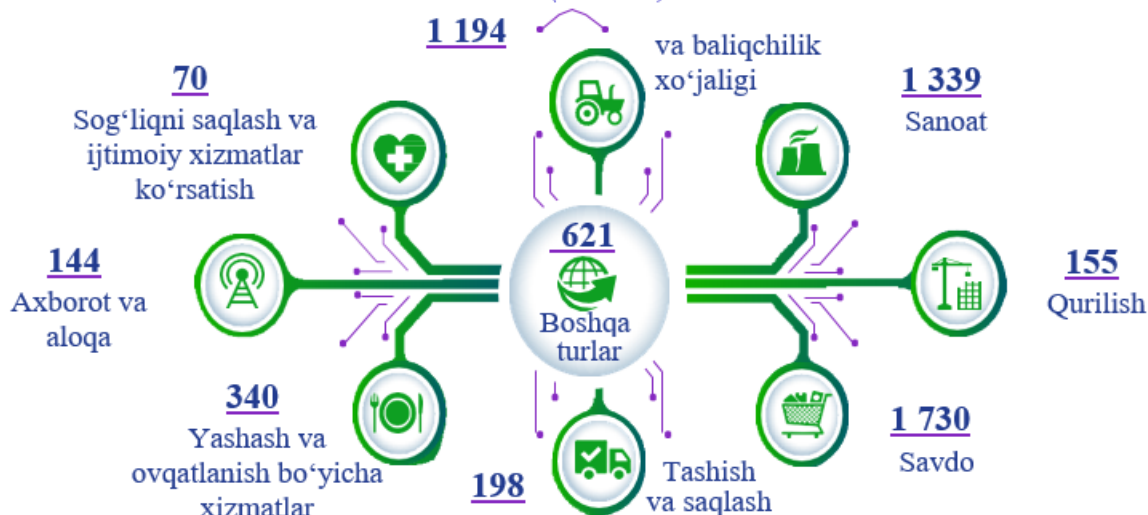 1 194
va baliqchilik
xo‘jaligi
70
Sog‘liqni saqlash va
ijtimoiy xizmatlar
ko‘rsatish
1 339
Sanoat
144
Axborot va
aloqa
621
Boshqa
turlar
155
Qurilish
340
Yashash va
ovqatlanish bo‘yicha
xizmatlar
198
Tashish
va saqlash
1 730
Savdo